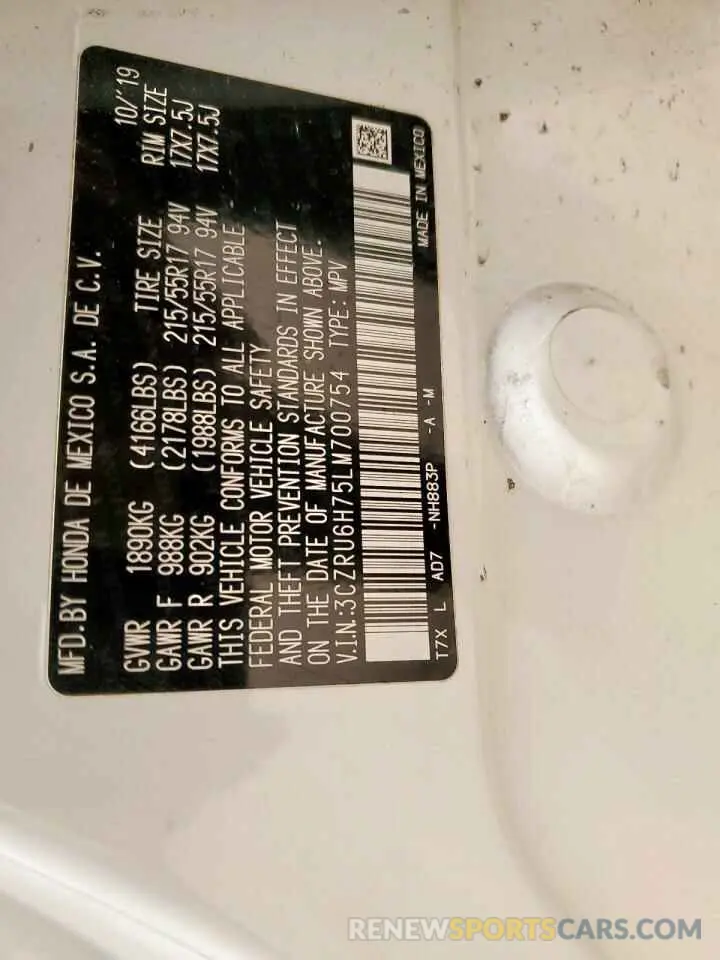 MFD.BY HONDA DE MEXICO S.A. DE C.V. 10/'19
GVWR 1890KG (4166LBS) TIRE SIZE RIM SIZE
GAWR F 988KG (2178LBS) 215/55R17 94V 17X7.5J
GAWR R 902KG (1988LBS) 215/55R17 94V 17X7.5J
THIS VEHICLE CONFORMS TO ALL APPLICABLE
FEDERAL MOTOR VEHICLE SAFETY
AND THEFT PREVENTION STANDARDS IN EFFECT
ON THE DATE OF MANUFACTURE SHOWN ABOVE.
V.I.N:3CZRU6H75LM700754 TYPE:MPV
T7X L AD7 -NH883P -A -M MADE IN MEXICO
RENEWSPORTSCARS.COM